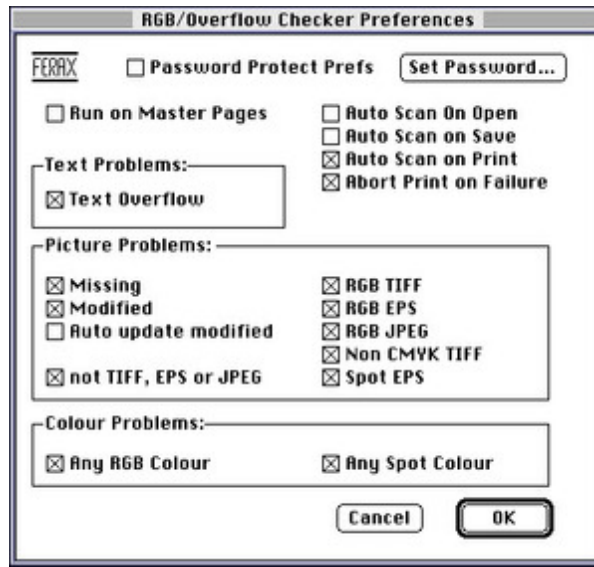 RGB/Overflow Checker Preferences
FERAX
Password Protect Prefs
Set Password...
Run on Master Pages
Auto Scan On Open
Auto Scan on Save
Auto Scan on Print
Abort Print on Failure
Text Problems:
Text Overflow
Picture Problems:
Missing
Modified
Auto update modified
not TIFF, EPS or JPEG
RGB TIFF
RGB EPS
RGB JPEG
Non CMYK TIFF
Spot EPS
Colour Problems:
Any RGB Colour
Any Spot Colour
Cancel
OK